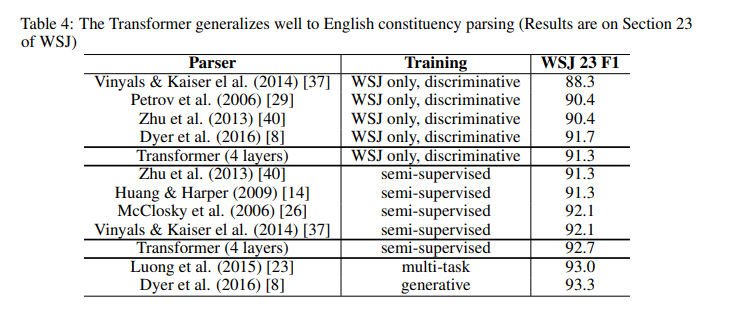 Table 4: The Transformer generalizes well to English constituency parsing (Results are on Section 23
of WSJ)
Parser Training WSJ 23 F1
Vinyals & Kaiser el al. (2014) [37] WSJ only, discriminative 88.3
Petrov et al. (2006) [29] WSJ only, discriminative 90.4
Zhu et al. (2013) [40] WSJ only, discriminative 90.4
Dyer et al. (2016) [8] WSJ only, discriminative 91.7
Transformer (4 layers) WSJ only, discriminative 91.3
Zhu et al. (2013) [40] semi-supervised 91.3
Huang & Harper (2009) [14] semi-supervised 91.3
McClosky et al. (2006) [26] semi-supervised 92.1
Vinyals & Kaiser el al. (2014) [37] semi-supervised 92.1
Transformer (4 layers) semi-supervised 92.7
Luong et al. (2015) [23] multi-task 93.0
Dyer et al. (2016) [8] generative 93.3